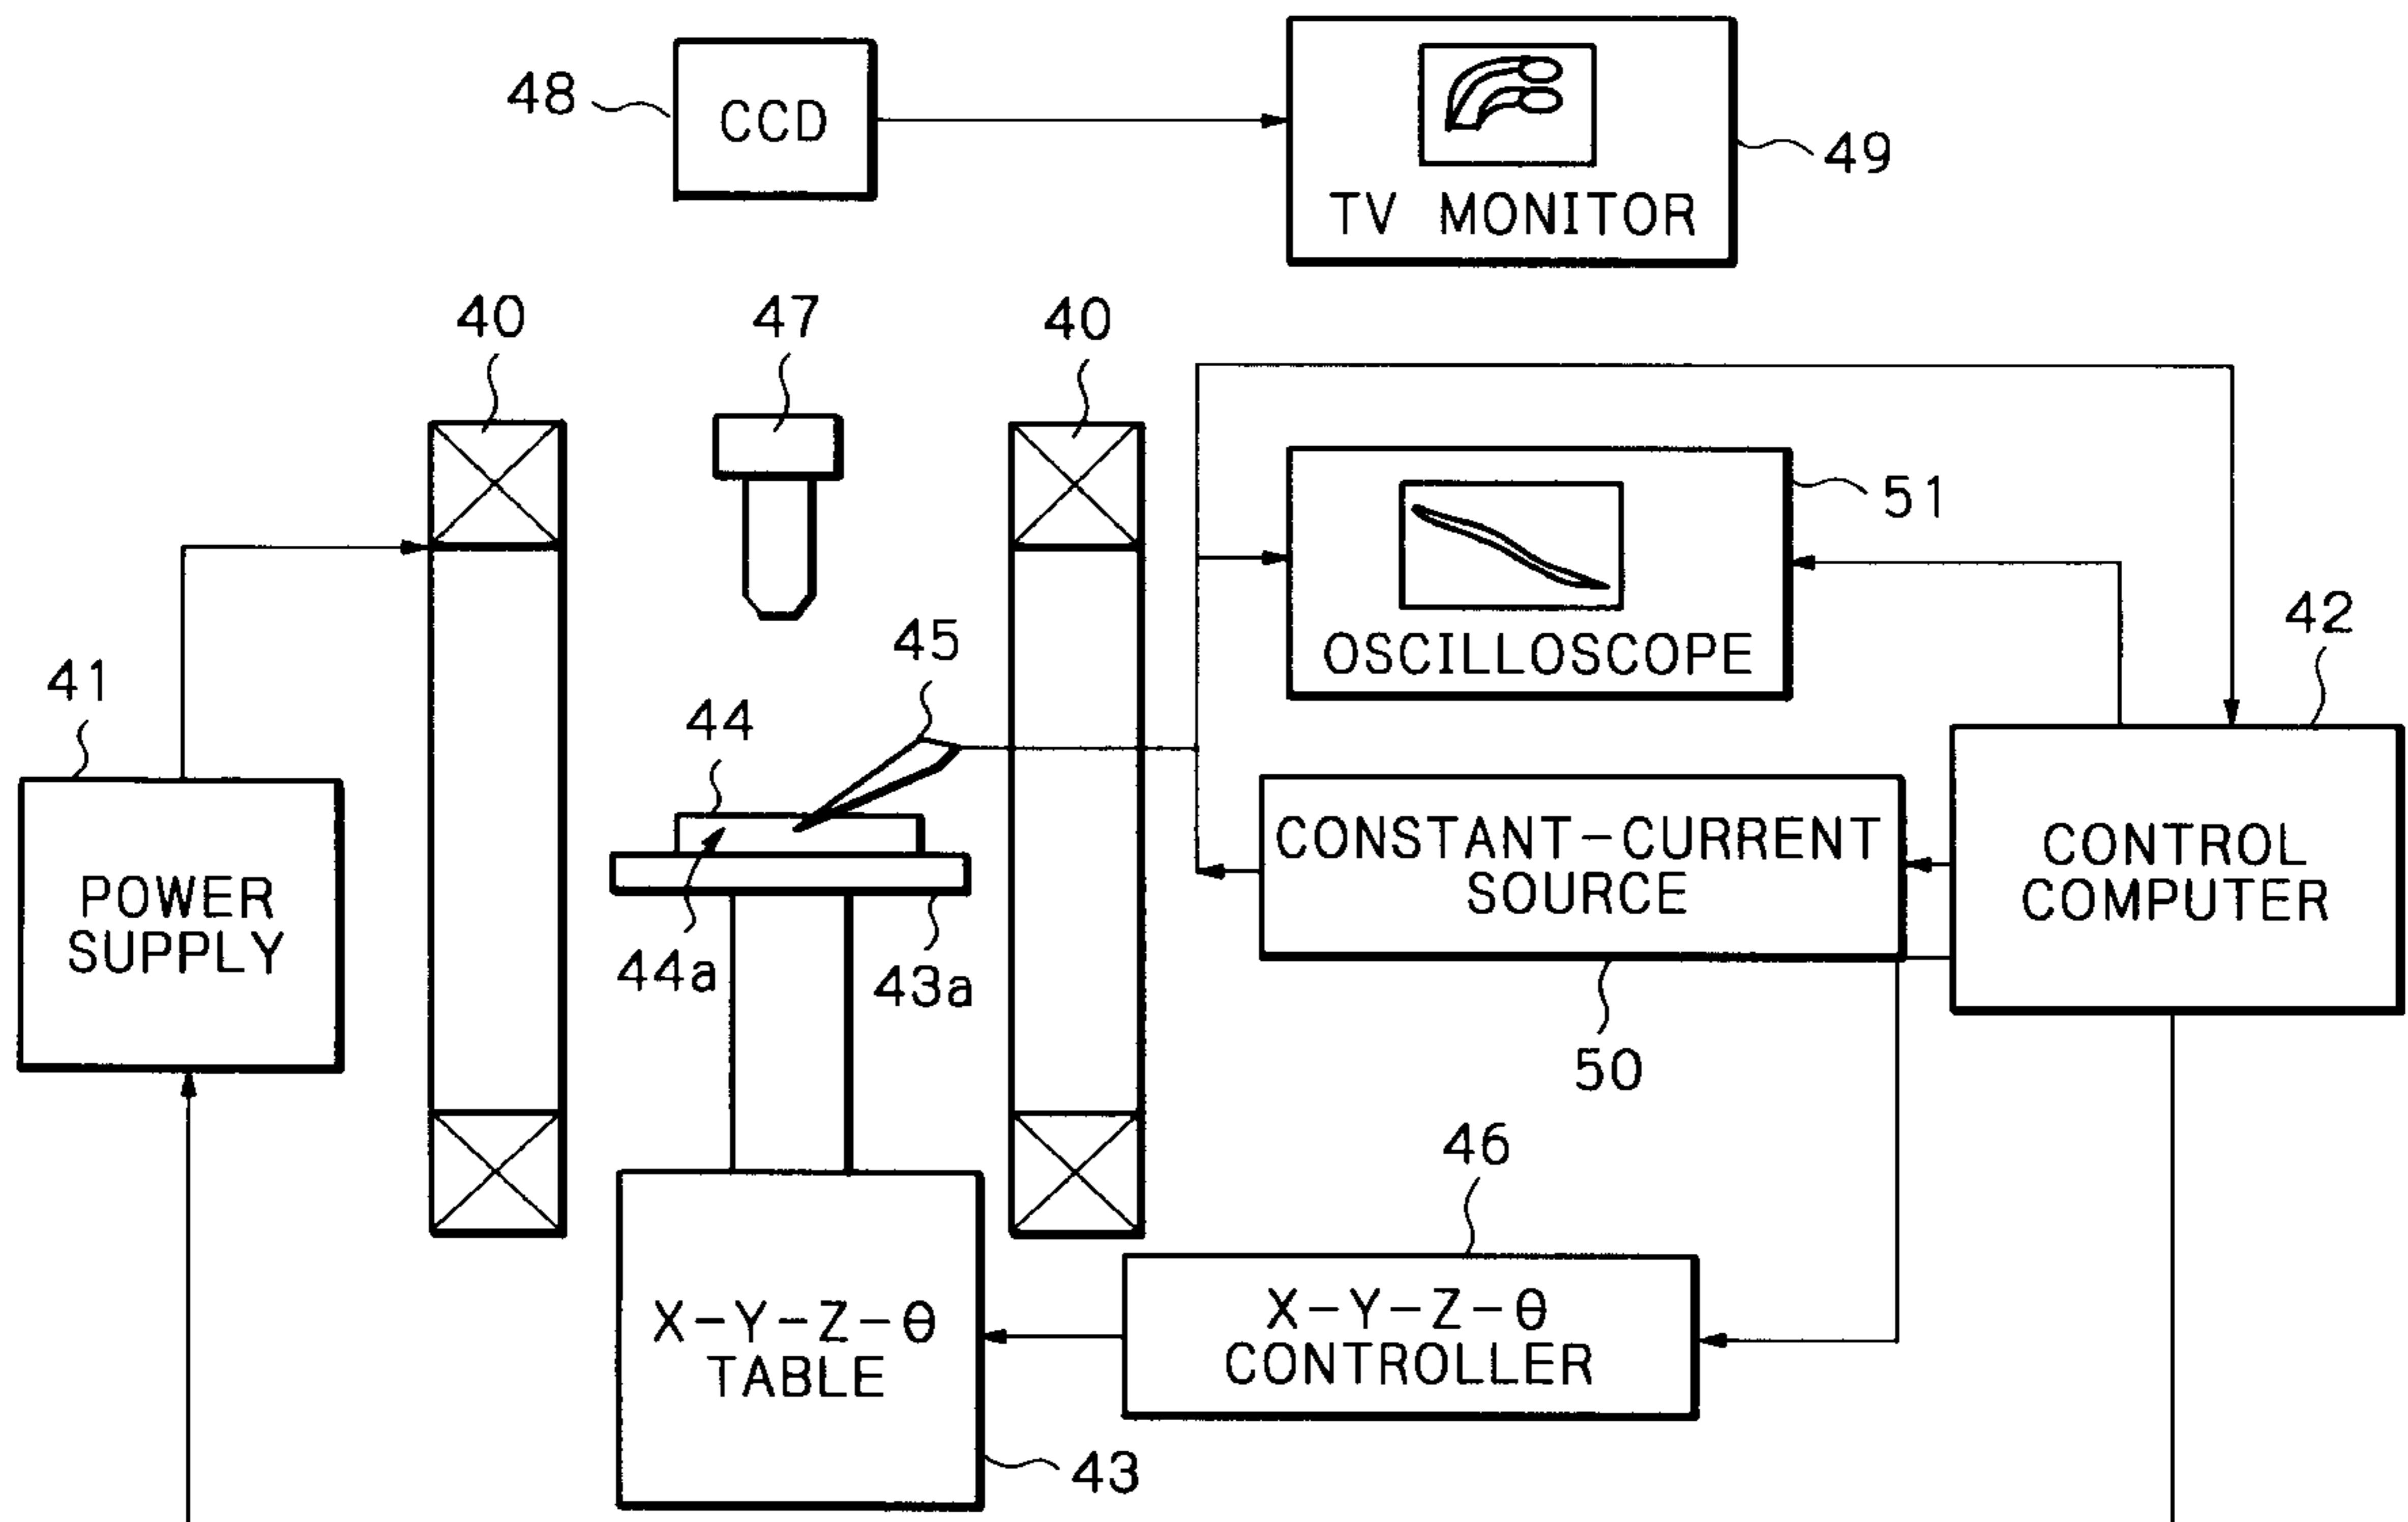 48
CCD
TV MONITOR
49
40
47
40
51
OSCILLOSCOPE
42
45
41
44
POWER
SUPPLY
CONSTANT-CURRENT
SOURCE
CONTROL
COMPUTER
44a
43a
50
46
X-Y-Z-θ
TABLE
X-Y-Z-θ
CONTROLLER
43